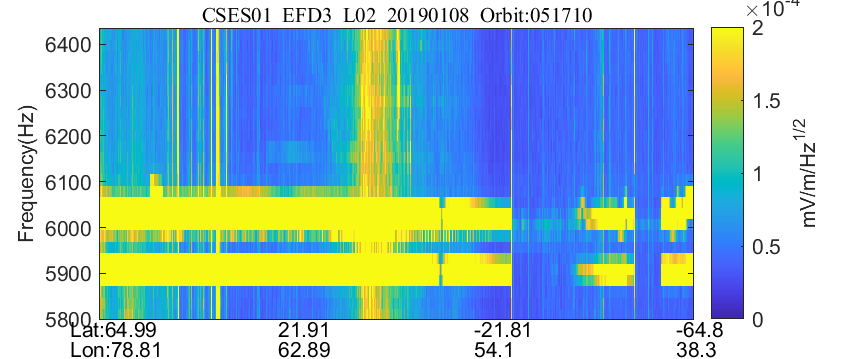 CSES01 EFD3 L02 20190108 Orbit:051710
×10⁻⁴
Frequency(Hz)
6400
6300
6200
6100
6000
5900
5800
2
1.5
1
0.5
0
mV/m/Hz^1/2
Lat:64.99 21.91 -21.81 -64.8
Lon:78.81 62.89 54.1 38.3